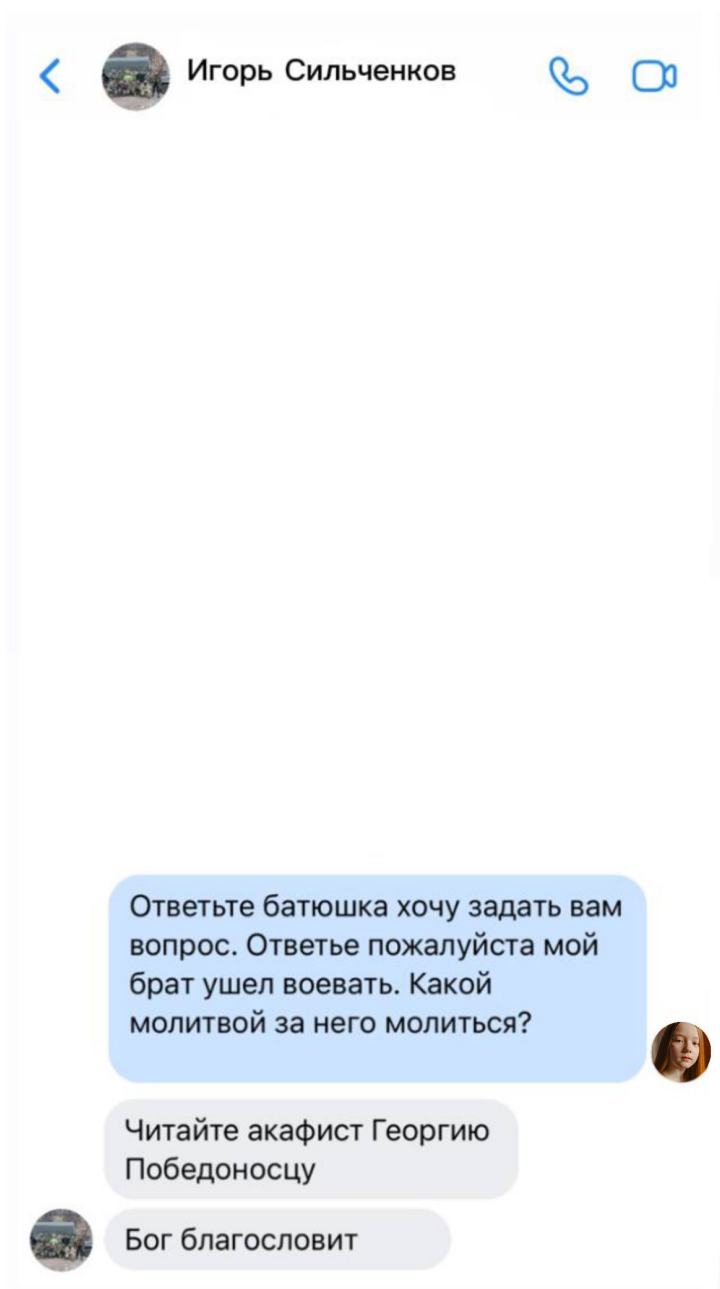 Игорь Сильченков
Ответьте батюшка хочу задать вам
вопрос. Ответье пожалуйста мой
брат ушел воевать. Какой
молитвой за него молиться?
Читайте акафист Георгию
Победоносцу
Бог благословит